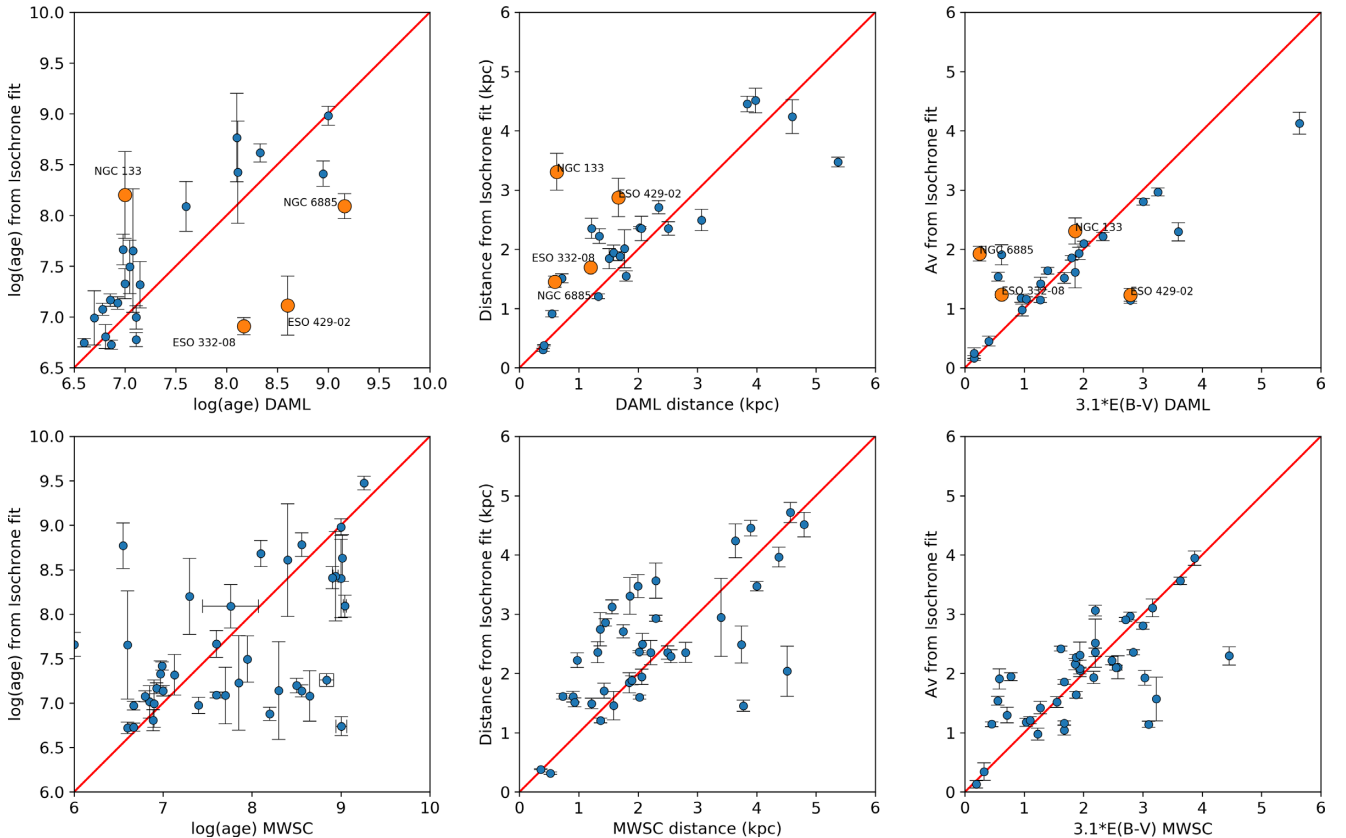 10.0
9.5
9.0
8.5
8.0
7.5
7.0
6.5
log(age) from Isochrone fit
NGC 133
NGC 6885
ESO 429-02
ESO 332-08
6.5 7.0 7.5 8.0 8.5 9.0 9.5 10.0
log(age) DAML
6
5
4
3
2
1
0
Distance from Isochrone fit (kpc)
NGC 133
ESO 429-02
ESO 332-08
NGC 6885
0 1 2 3 4 5 6
DAML distance (kpc)
6
5
4
3
2
1
0
Av from Isochrone fit
NGC 133
NGC 6885
ESO 332-08
ESO 429-02
0 1 2 3 4 5 6
3.1*E(B-V) DAML
10.0
9.5
9.0
8.5
8.0
7.5
7.0
6.5
6.0
log(age) from Isochrone fit
6 7 8 9 10
log(age) MWSC
6
5
4
3
2
1
0
Distance from Isochrone fit (kpc)
0 1 2 3 4 5 6
MWSC distance (kpc)
6
5
4
3
2
1
0
Av from Isochrone fit
0 1 2 3 4 5 6
3.1*E(B-V) MWSC